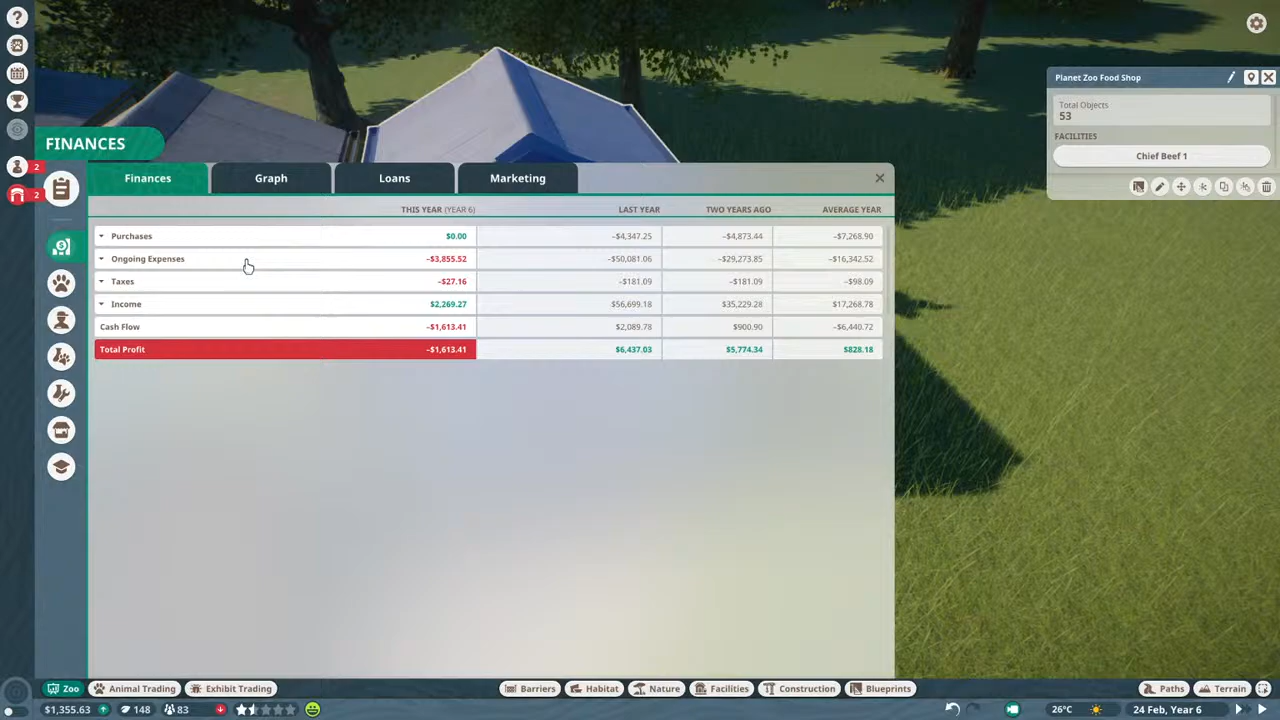 ?
Planet Zoo Food Shop
Total Objects
53
FACILITIES
Chief Beef 1
FINANCES
2
2
Finances Graph Loans Marketing
THIS YEAR (YEAR 6) LAST YEAR TWO YEARS AGO AVERAGE YEAR
Purchases $0.00 –$4,347.25 –$4,873.44 –$7,268.90
Ongoing Expenses –$3,855.52 –$50,081.06 –$29,273.85 –$16,342.52
Taxes –$27.16 –$181.09 –$181.09 –$98.09
Income $2,269.27 $56,699.18 $35,229.28 $17,268.78
Cash Flow –$1,613.41 $2,089.78 $900.90 –$6,440.72
Total Profit –$1,613.41 $6,437.03 $5,774.34 $828.18
Zoo Animal Trading Exhibit Trading Barriers Habitat Nature Facilities Construction Blueprints Paths Terrain
$1,355.63 148 83 26°C 24 Feb, Year 6